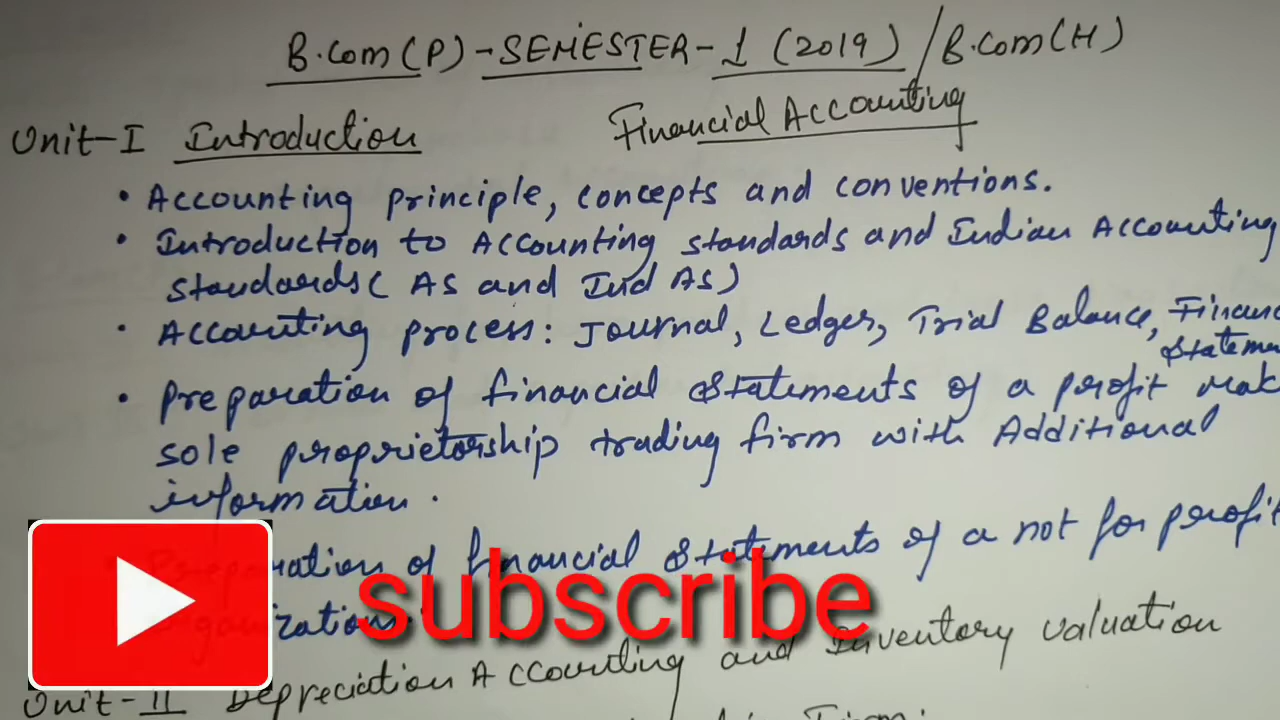 B.Com(P)-SEMESTER-1 (2019) / B.Com(H)
Financial Accounting
Unit-I Introduction
• Accounting principle, concepts and conventions.
• Introduction to Accounting standards and Indian Accounting
standards( AS and Ind AS)
• Accounting process: Journal, Ledger, Trial Balance, Financ
Stateme
• Preparation of financial statements of a profit mak
sole proprietorship trading firm with Additional
information.
Preparation of financial statements of a not for profit
organizations.
subscribe
Unit-II Depreciation Accounting and Inventory valuation